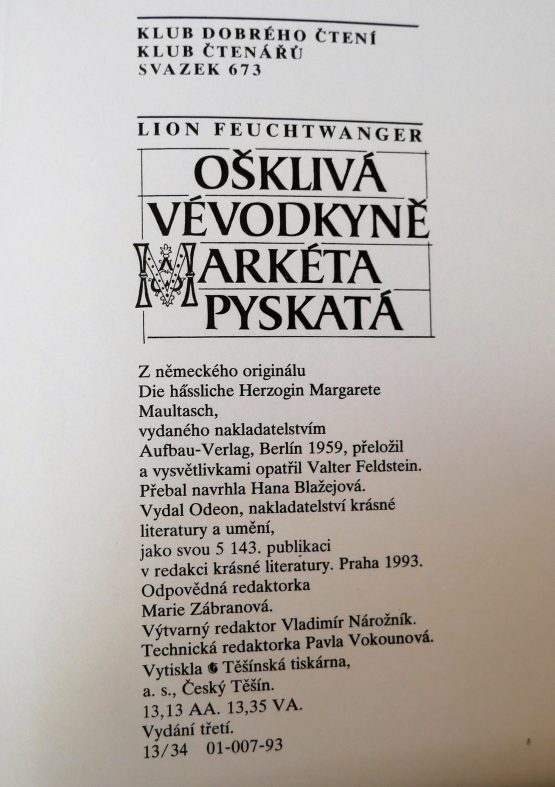 KLUB DOBRÉHO ČTENÍ
KLUB ČTENÁŘŮ
SVAZEK 673
LION FEUCHTWANGER
OŠKLIVÁ
VÉVODKYNĚ
MARKÉTA
PYSKATÁ
Z německého originálu
Die hässliche Herzogin Margarete
Maultasch,
vydaného nakladatelstvím
Aufbau-Verlag, Berlín 1959, přeložil
a vysvětlivkami opatřil Valter Feldstein.
Přebal navrhla Hana Blažejová.
Vydal Odeon, nakladatelství krásné
literatury a umění,
jako svou 5 143. publikaci
v redakci krásné literatury. Praha 1993.
Odpovědná redaktorka
Marie Zábranová.
Výtvarný redaktor Vladimír Nárožník.
Technická redaktorka Pavla Vokounová.
Vytiskla Těšínská tiskárna,
a. s., Český Těšín.
13,13 AA. 13,35 VA.
Vydání třetí.
13/34 01-007-93